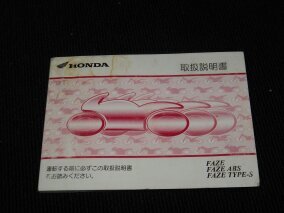 HONDA
取扱説明書
運転する前に必ずこの取扱説明書
をお読みください。
FAZE
FAZE ABS
FAZE TYPE-S